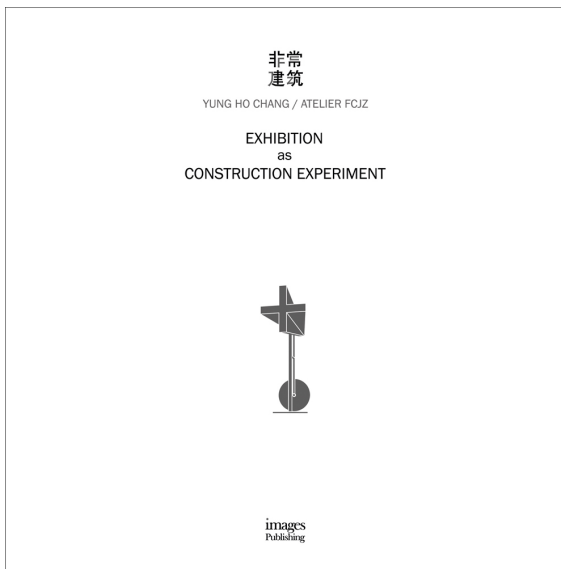 非常
建筑
YUNG HO CHANG / ATELIER FCJZ
EXHIBITION
as
CONSTRUCTION EXPERIMENT
images
Publishing